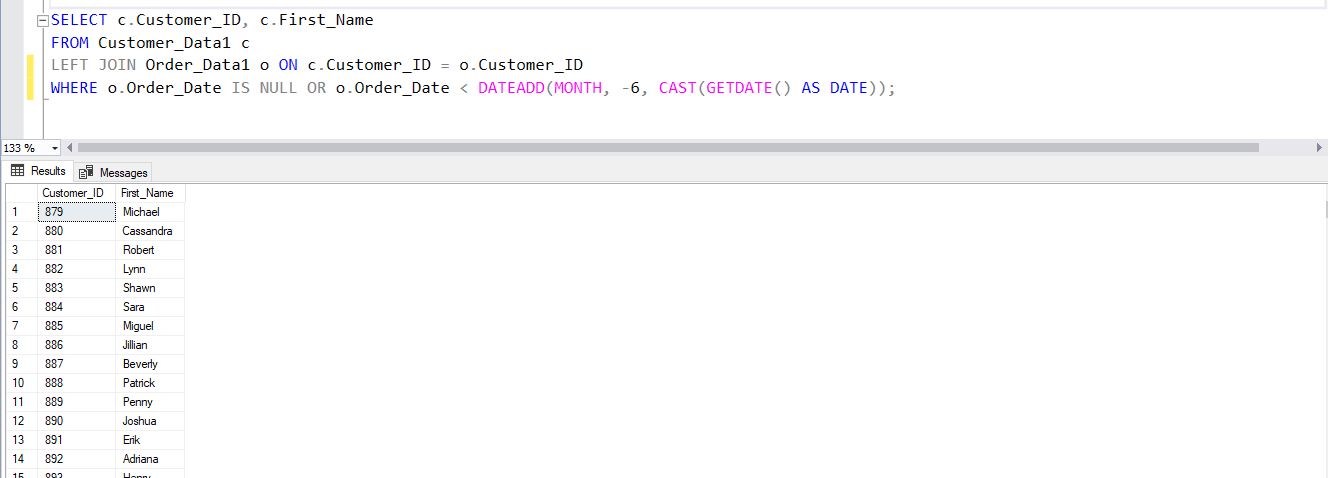 SELECT c.Customer_ID, c.First_Name
FROM Customer_Data1 c
LEFT JOIN Order_Data1 o ON c.Customer_ID = o.Customer_ID
WHERE o.Order_Date IS NULL OR o.Order_Date < DATEADD(MONTH, -6, CAST(GETDATE() AS DATE));
133 %
Results Messages
Customer_ID First_Name
1 879 Michael
2 880 Cassandra
3 881 Robert
4 882 Lynn
5 883 Shawn
6 884 Sara
7 885 Miguel
8 886 Jillian
9 887 Beverly
10 888 Patrick
11 889 Penny
12 890 Joshua
13 891 Erik
14 892 Adriana
15 893 Henry